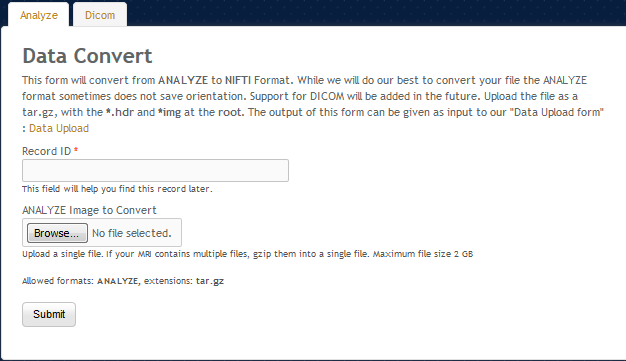 Analyze
Dicom
Data Convert
This form will convert from ANALYZE to NIFTI Format. While we will do our best to convert your file the ANALYZE
format sometimes does not save orientation. Support for DICOM will be added in the future. Upload the file as a
tar.gz, with the *.hdr and *img at the root. The output of this form can be given as input to our "Data Upload form"
: Data Upload
Record ID *
This field will help you find this record later.
ANALYZE Image to Convert
Browse... No file selected.
Upload a single file. If your MRI contains multiple files, gzip them into a single file. Maximum file size 2 GB
Allowed formats: ANALYZE, extensions: tar.gz
Submit